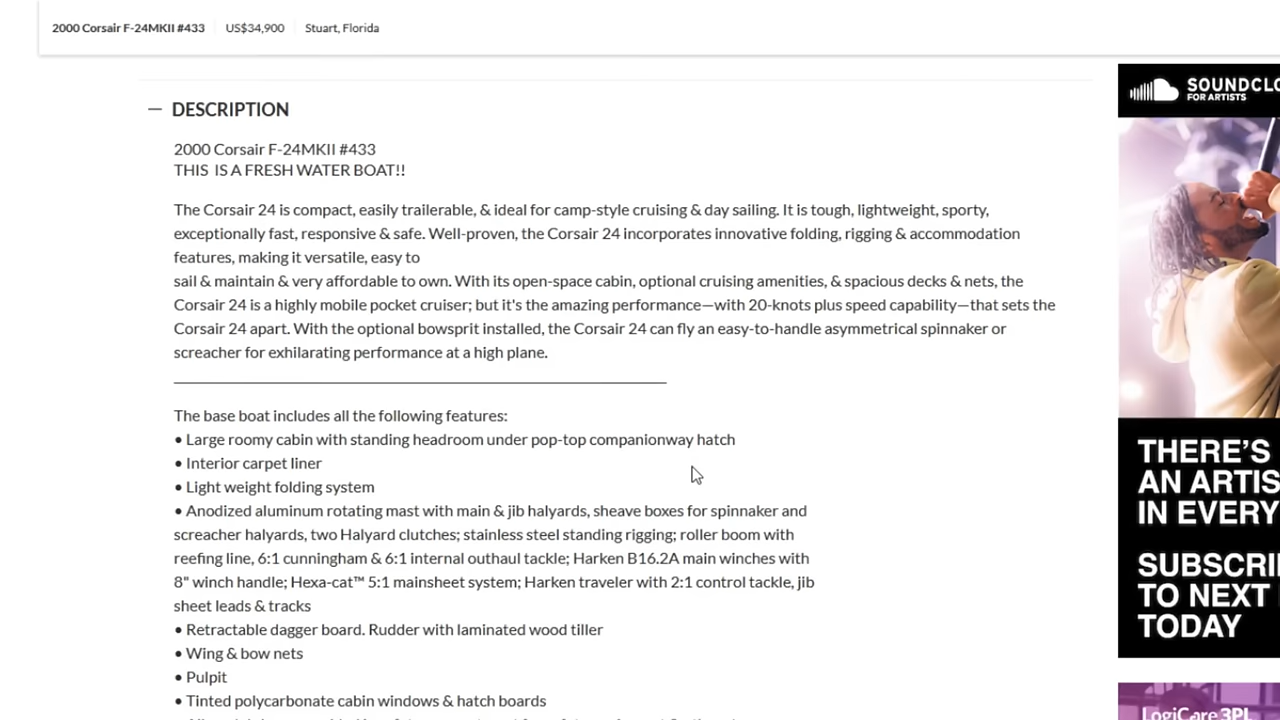 2000 Corsair F-24MKII #433 US$34,900 Stuart, Florida
— DESCRIPTION
2000 Corsair F-24MKII #433
THIS IS A FRESH WATER BOAT!!
The Corsair 24 is compact, easily trailerable, & ideal for camp-style cruising & day sailing. It is tough, lightweight, sporty,
exceptionally fast, responsive & safe. Well-proven, the Corsair 24 incorporates innovative folding, rigging & accommodation
features, making it versatile, easy to
sail & maintain & very affordable to own. With its open-space cabin, optional cruising amenities, & spacious decks & nets, the
Corsair 24 is a highly mobile pocket cruiser; but it's the amazing performance—with 20-knots plus speed capability—that sets the
Corsair 24 apart. With the optional bowsprit installed, the Corsair 24 can fly an easy-to-handle asymmetrical spinnaker or
screacher for exhilarating performance at a high plane.
The base boat includes all the following features:
• Large roomy cabin with standing headroom under pop-top companionway hatch
• Interior carpet liner
• Light weight folding system
• Anodized aluminum rotating mast with main & jib halyards, sheave boxes for spinnaker and
screacher halyards, two Halyard clutches; stainless steel standing rigging; roller boom with
reefing line, 6:1 cunningham & 6:1 internal outhaul tackle; Harken B16.2A main winches with
8" winch handle; Hexa-cat™ 5:1 mainsheet system; Harken traveler with 2:1 control tackle, jib
sheet leads & tracks
• Retractable dagger board. Rudder with laminated wood tiller
• Wing & bow nets
• Pulpit
• Tinted polycarbonate cabin windows & hatch boards
SOUNDCLO
FOR ARTISTS
THERE'S
AN ARTIS
IN EVERY
SUBSCRI
TO NEXT
TODAY
LogiCare 3PL